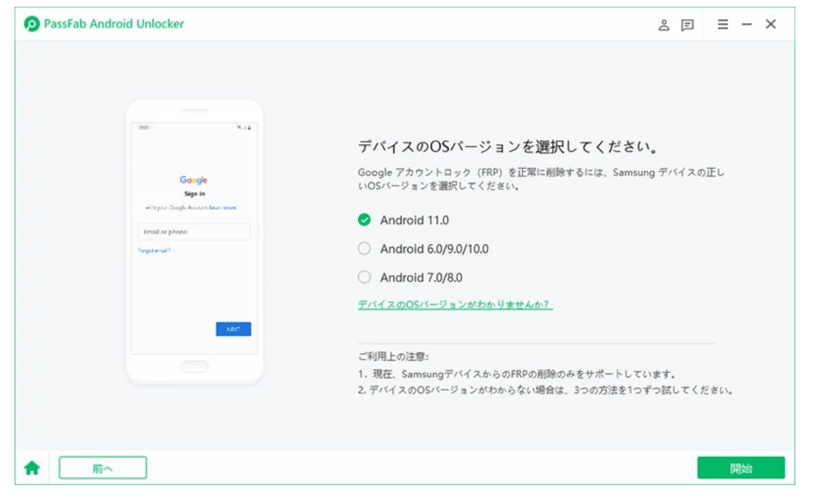 PassFab Android Unlocker
Google
Sign in
with your Google Account. Learn more
Email or phone
Forgot email?
NEXT
デバイスのOSバージョンを選択してください。
Google アカウントロック（FRP）を正常に削除するには、Samsung デバイスの正し
いOSバージョンを選択してください。
Android 11.0
Android 6.0/9.0/10.0
Android 7.0/8.0
デバイスのOSバージョンがわかりませんか？
ご利用上の注意:
1. 現在、SamsungデバイスからのFRPの削除のみをサポートしています。
2. デバイスのOSバージョンがわからない場合は、3つの方法を1つずつ試してください。
前へ
開始